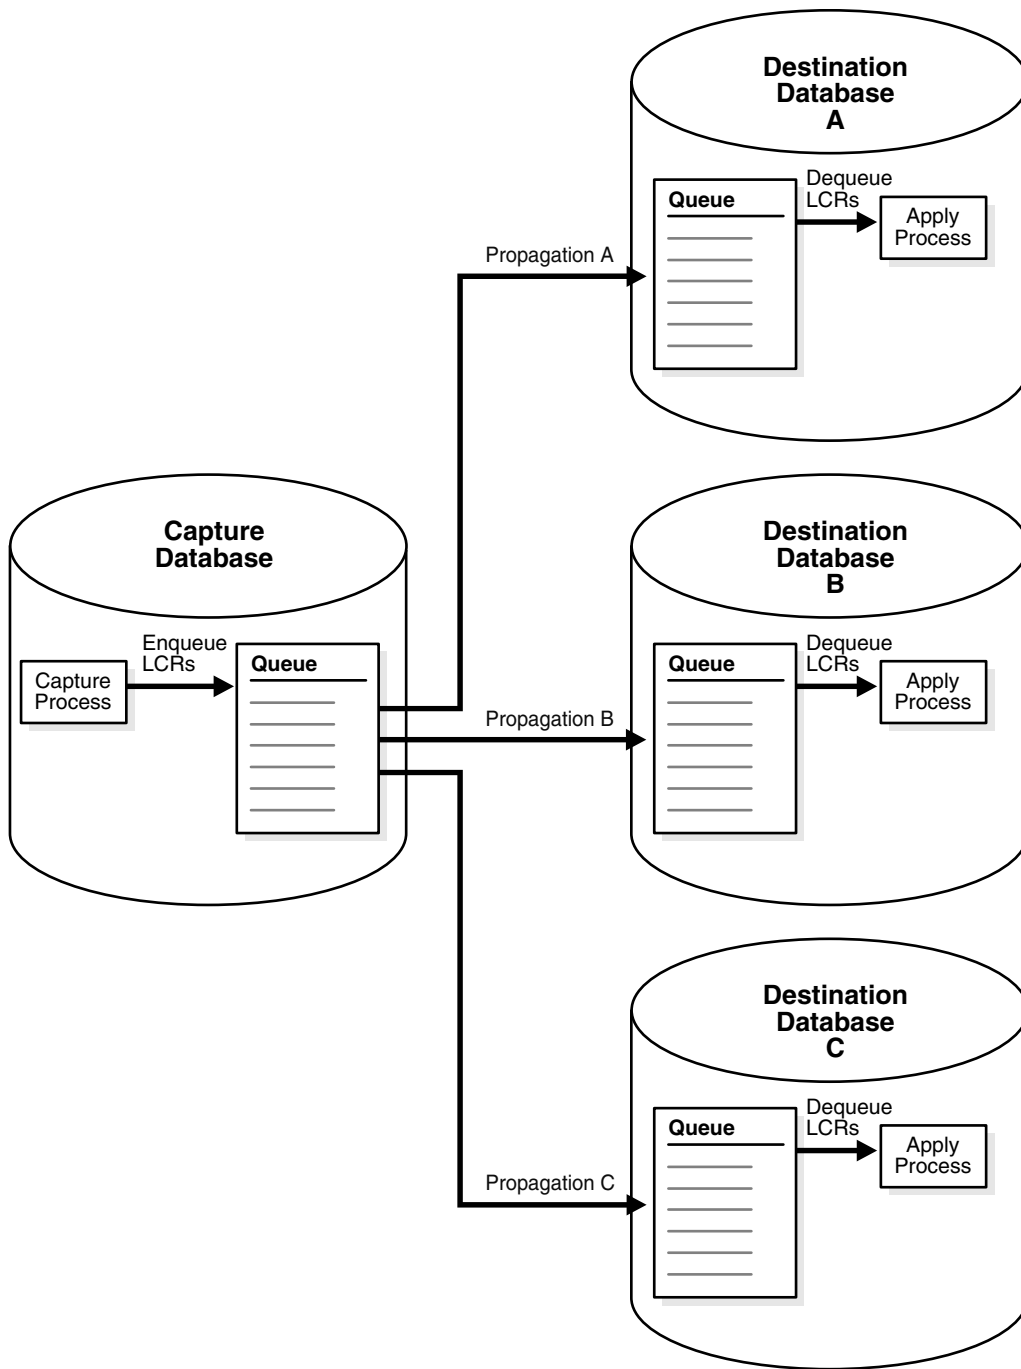 Destination
Database
A
Queue
Dequeue
LCRs
Apply
Process
Propagation A
Capture
Database
Enqueue
LCRs
Capture
Process
Queue
Propagation B
Destination
Database
B
Queue
Dequeue
LCRs
Apply
Process
Propagation C
Destination
Database
C
Queue
Dequeue
LCRs
Apply
Process